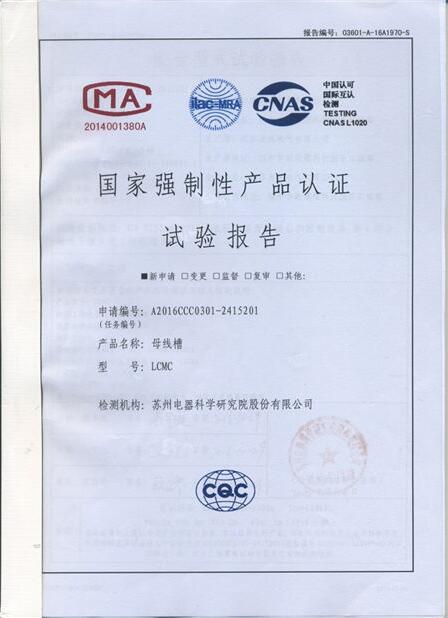 报告编号: 03601-A-16A1970-S
MA
2014001380A
ilac-MRA
CNAS
中国认可
国际互认
检测
TESTING
CNAS L1020
国家强制性产品认证
试验报告
■新申请 □变更 □监督 □复审 □其他:
申请编号: A2016CCC0301-2415201
(任务编号)
产品名称: 母线槽
型 号: LCMC
检测机构: 苏州电器科学研究院股份有限公司
CQC